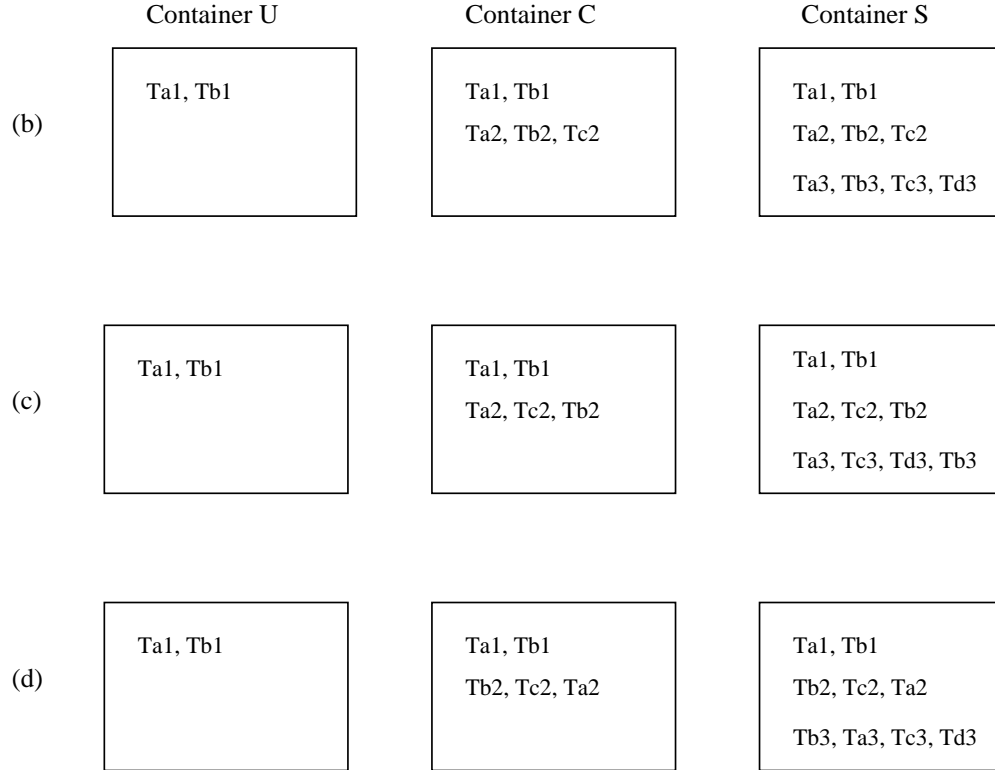 Container U Container C Container S
(b)
Ta1, Tb1
Ta1, Tb1
Ta2, Tb2, Tc2
Ta1, Tb1
Ta2, Tb2, Tc2
Ta3, Tb3, Tc3, Td3
(c)
Ta1, Tb1
Ta1, Tb1
Ta2, Tc2, Tb2
Ta1, Tb1
Ta2, Tc2, Tb2
Ta3, Tc3, Td3, Tb3
(d)
Ta1, Tb1
Ta1, Tb1
Tb2, Tc2, Ta2
Ta1, Tb1
Tb2, Tc2, Ta2
Tb3, Ta3, Tc3, Td3